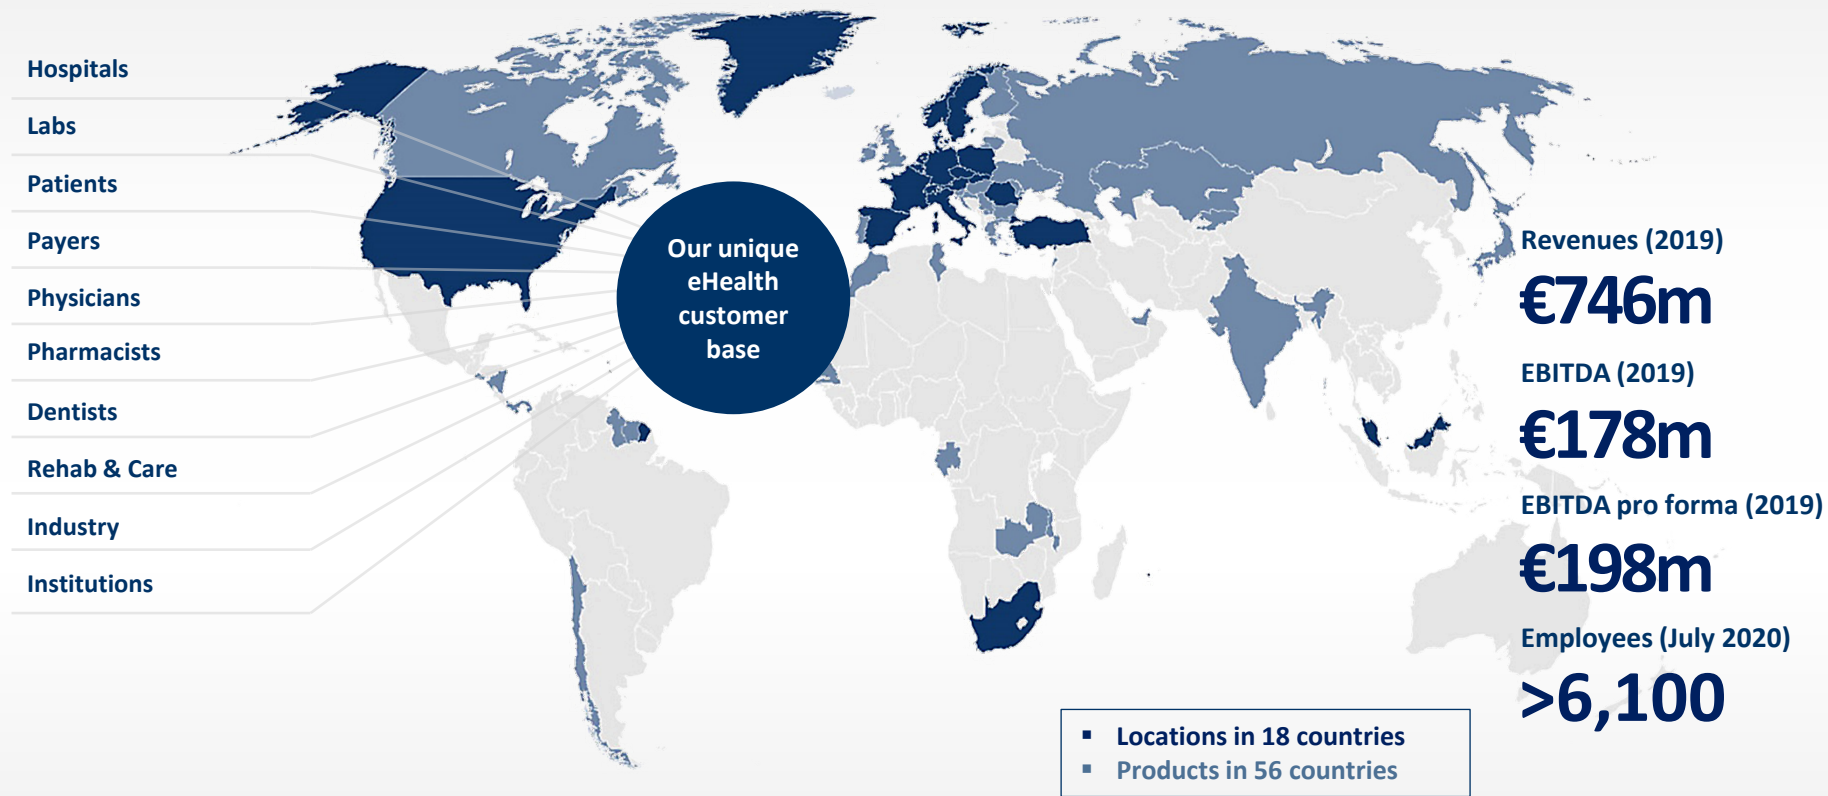 Hospitals
Labs
Patients
Payers
Physicians
Pharmacists
Dentists
Rehab & Care
Industry
Institutions
Our unique
eHealth
customer
base
Revenues (2019)
€746m
EBITDA (2019)
€178m
EBITDA pro forma (2019)
€198m
Employees (July 2020)
>6,100
▪ Locations in 18 countries
▪ Products in 56 countries